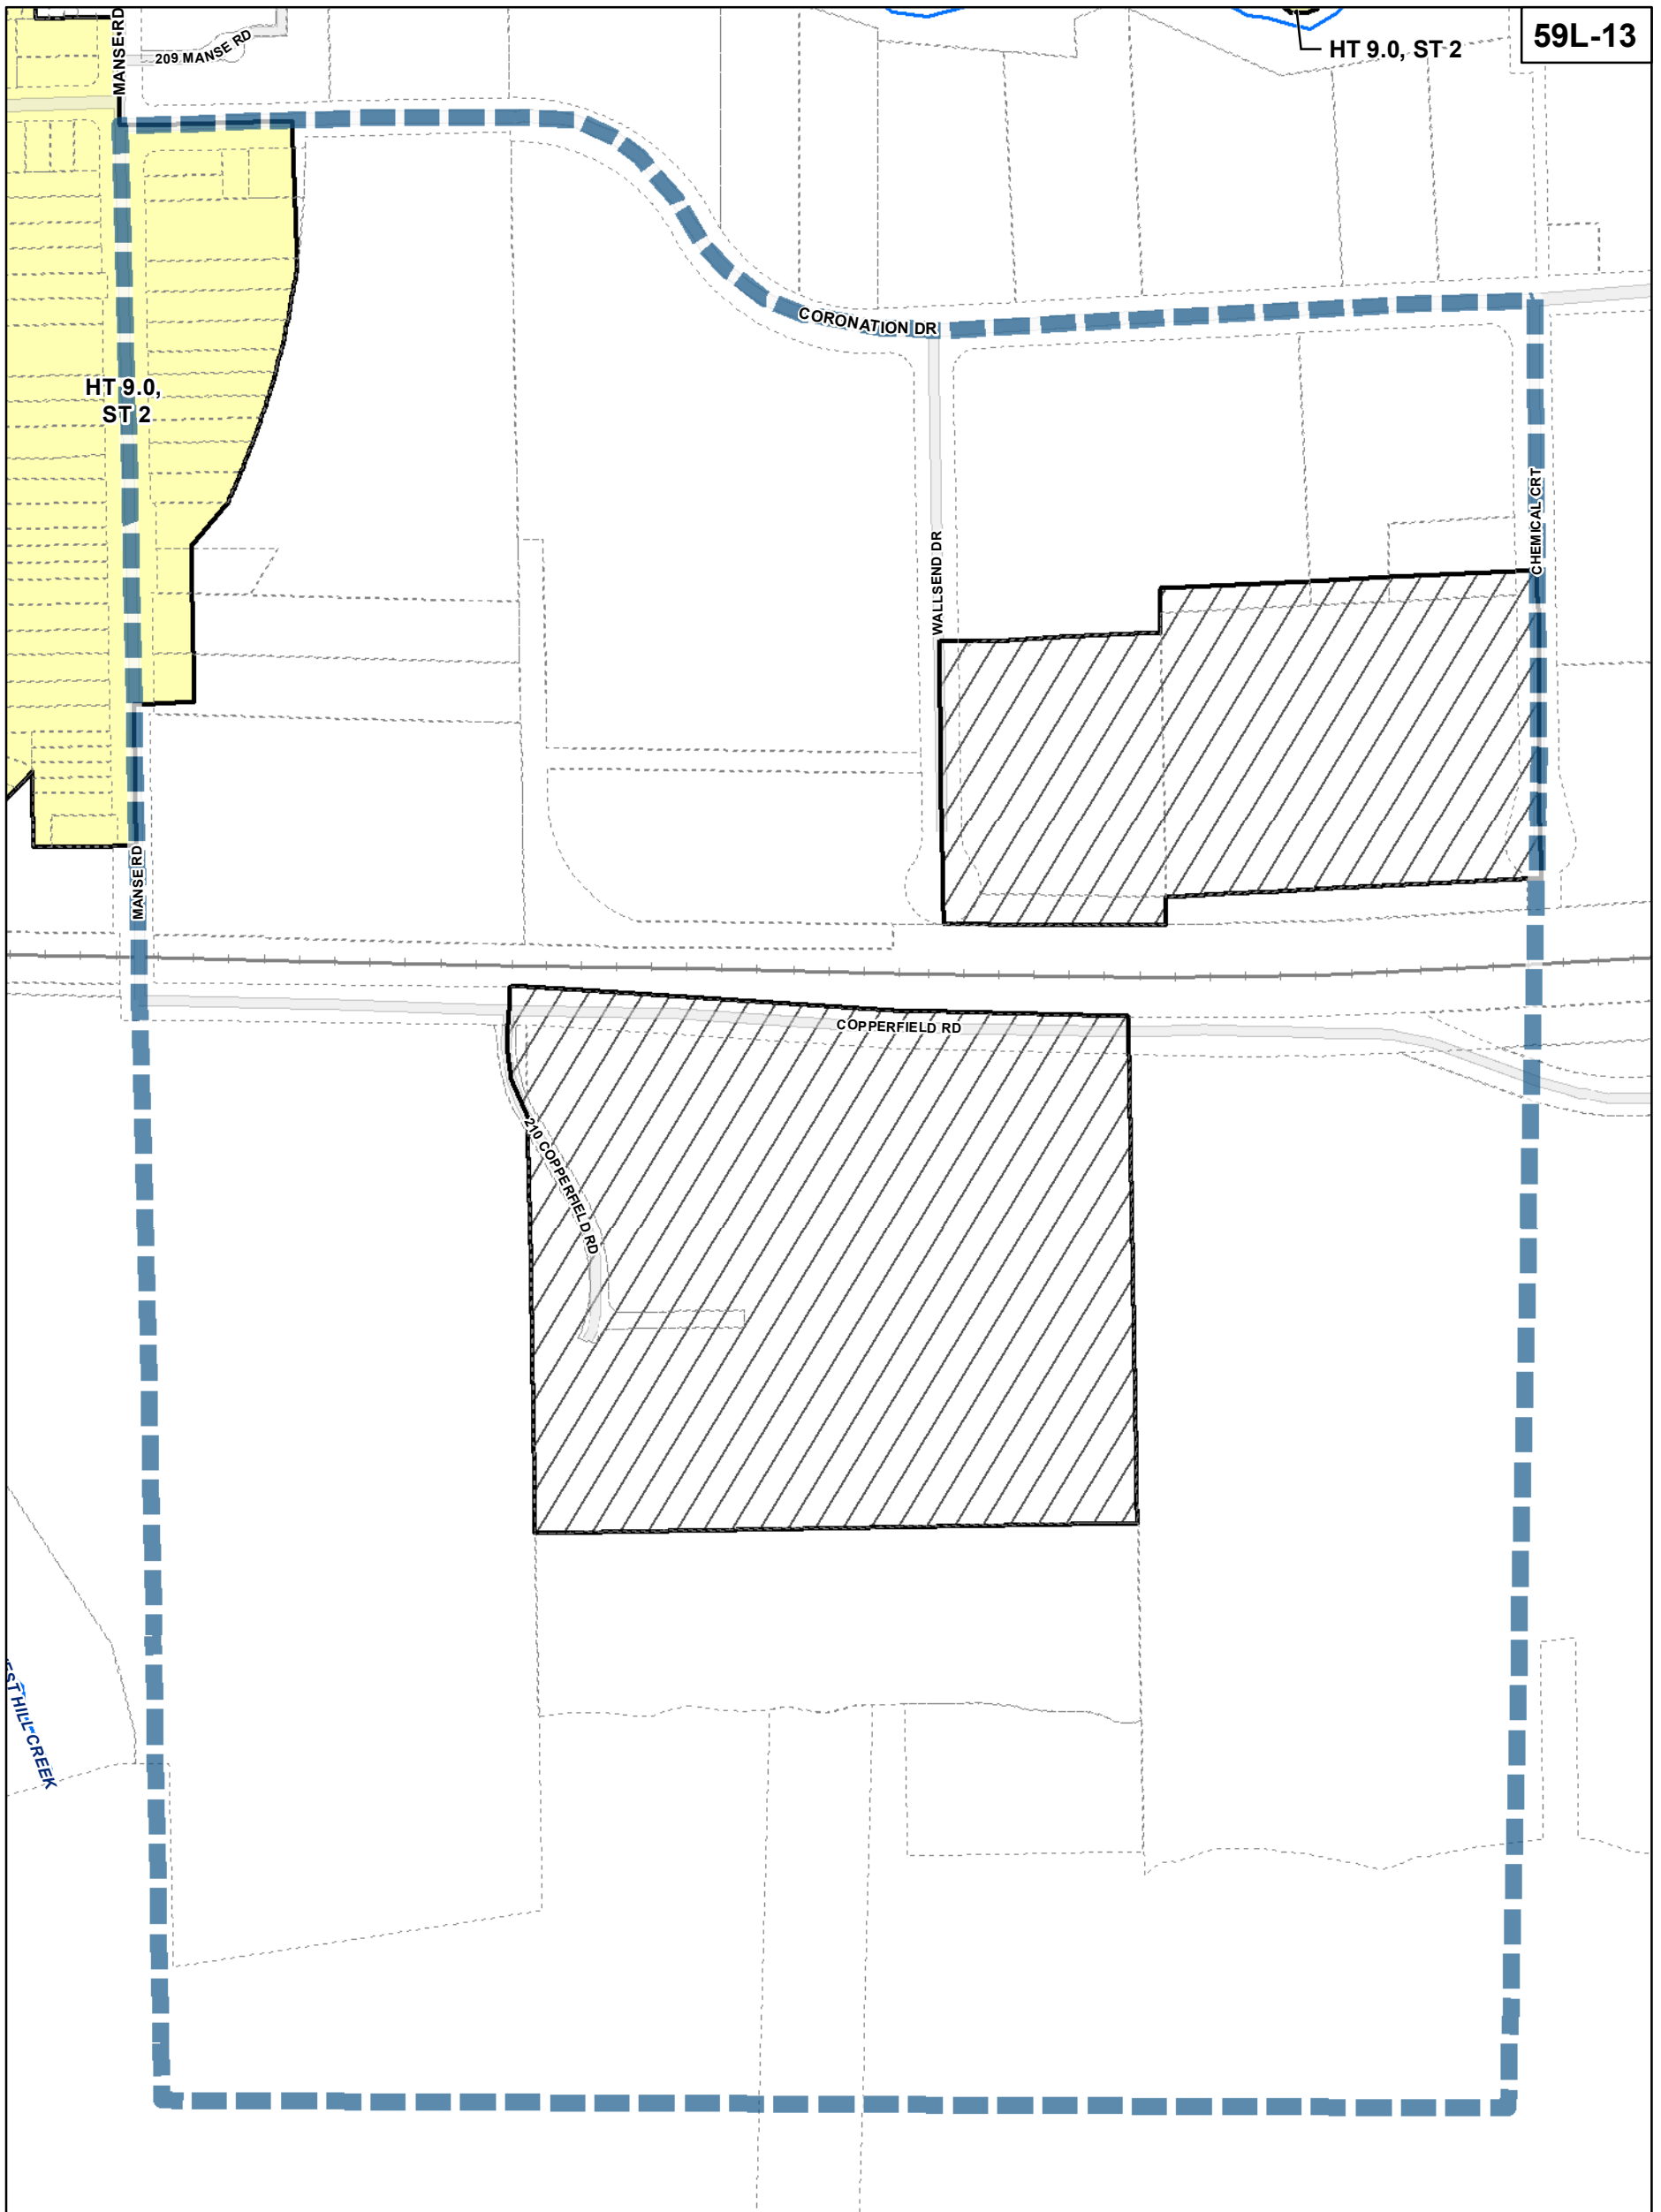 MANSE RD
209 MANSE RD
HT 9.0, ST 2
59L-13
CORONATION DR
HT 9.0,
ST 2
CHEMICAL CRT
WALLSEND DR
MANSE RD
COPPERFIELD RD
210 COPPERFIELD RD
EST HILL CREEK